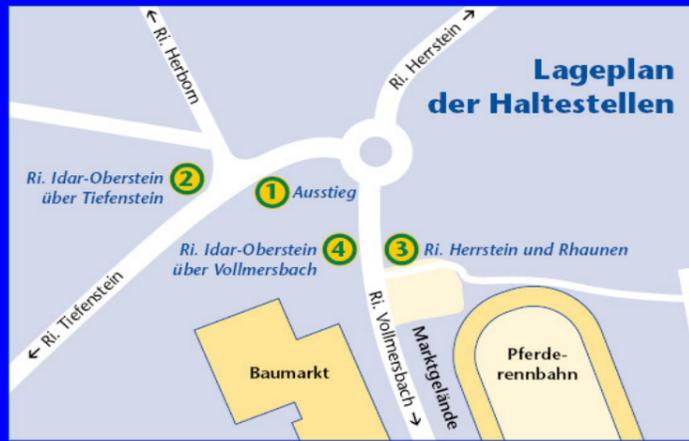 Lageplan
der Haltestellen
← Ri. Herborn
Ri. Herrstein →
2
Ri. Idar-Oberstein
über Tiefenstein
1
Ausstieg
Ri. Idar-Oberstein
über Vollmersbach
4
3
Ri. Herrstein und Rhaunen
← Ri. Tiefenstein
Ri. Vollmersbach →
Marktgelände
Baumarkt
Pferde-
rennbahn